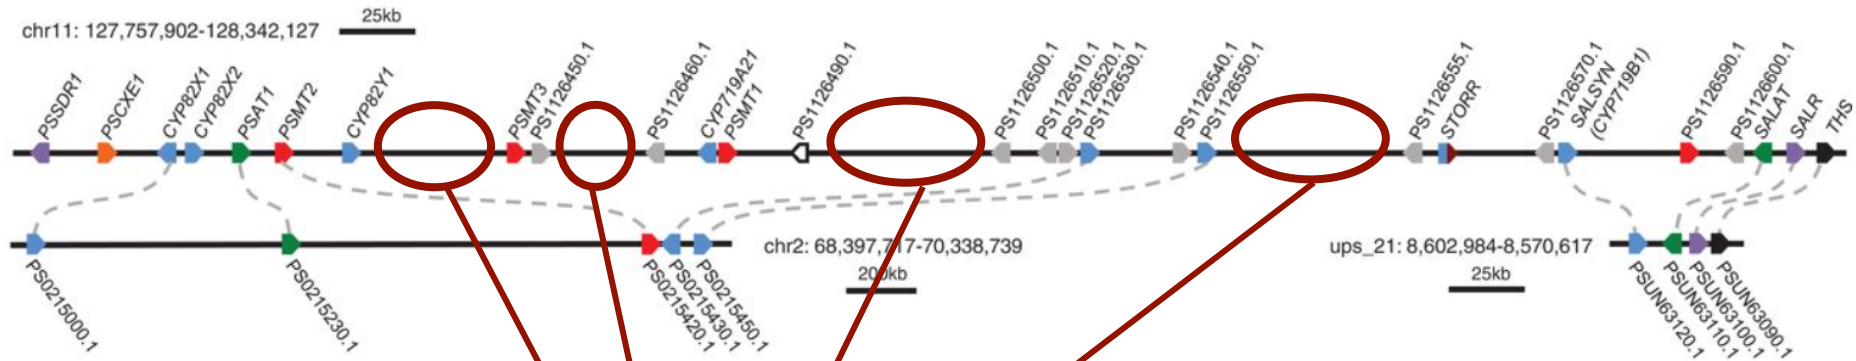 25kb
chr11: 127,757,902-128,342,127
PSSDR1
PSCXE1
CYP82X1
CYP82X2
PSAT1
PSMT2
CYP82Y1
PSMT3
PS1126450.1
PS1126460.1
CYP719A21
PSMT1
PS1126490.1
PS1126500.1
PS1126510.1
PS1126520.1
PS1126530.1
PS1126540.1
PS1126550.1
PS1126555.1
STORR
PS1126570.1
SALSYN
(CYP719B1)
PS1126590.1
PS1126600.1
SALAT
SALR
THS
chr2: 68,397,717-70,338,739
200kb
ups_21: 8,602,984-8,570,617
25kb
PS0215000.1
PS0215230.1
PS0215420.1
PS0215430.1
PS0215450.1
PSUN63120.1
PSUN63110.1
PSUN63100.1
PSUN63090.1